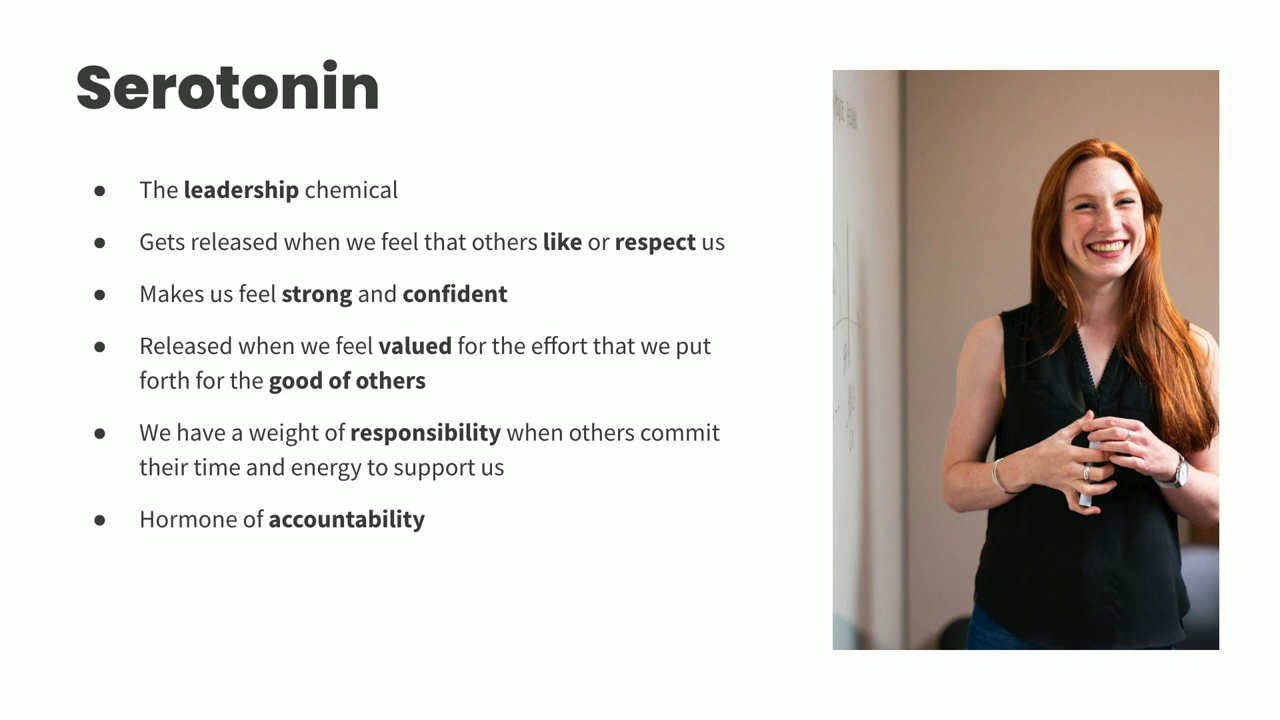 Serotonin
● The leadership chemical
● Gets released when we feel that others like or respect us
● Makes us feel strong and confident
● Released when we feel valued for the effort that we put
forth for the good of others
● We have a weight of responsibility when others commit
their time and energy to support us
● Hormone of accountability